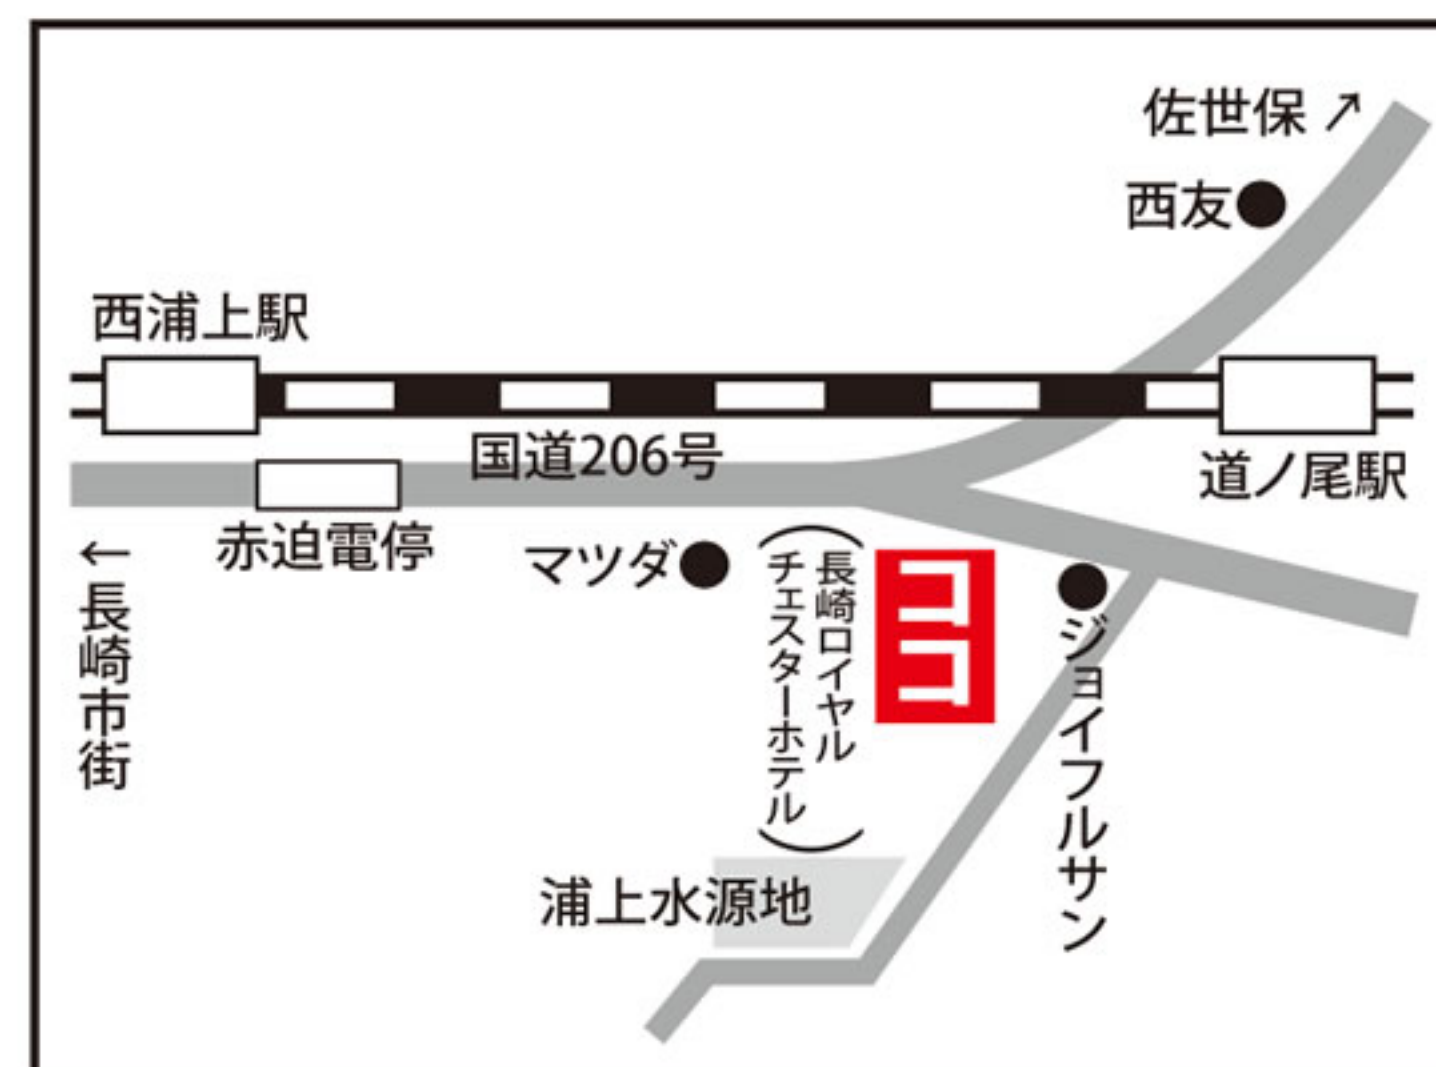 佐世保 ↗
西友
西浦上駅
国道206号
道ノ尾駅
赤迫電停
マツダ
← 長崎市街
(長崎ロイヤル
チェスターホテル)
ココ
ジョイフルサン
浦上水源地